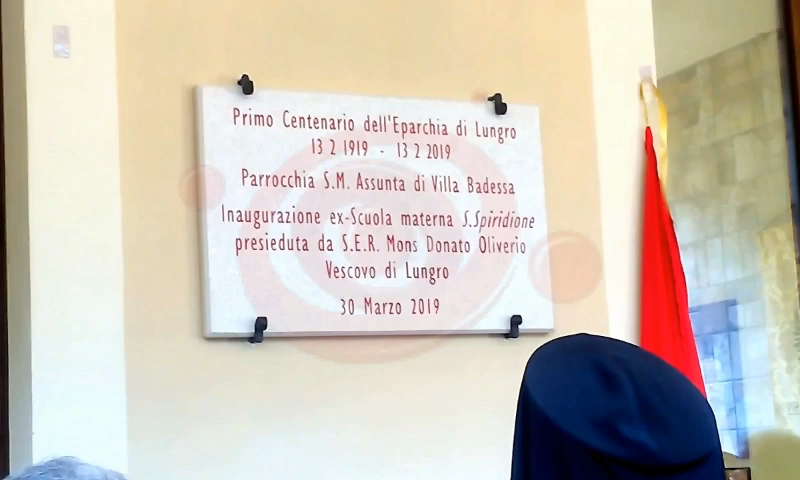 Primo Centenario dell'Eparchia di Lungro
13 2 1919 - 13 2 2019
Parrocchia S.M. Assunta di Villa Badessa
Inaugurazione ex-Scuola materna S.Spiridione
presieduta da S.E.R. Mons Donato Oliverio
Vescovo di Lungro
30 Marzo 2019